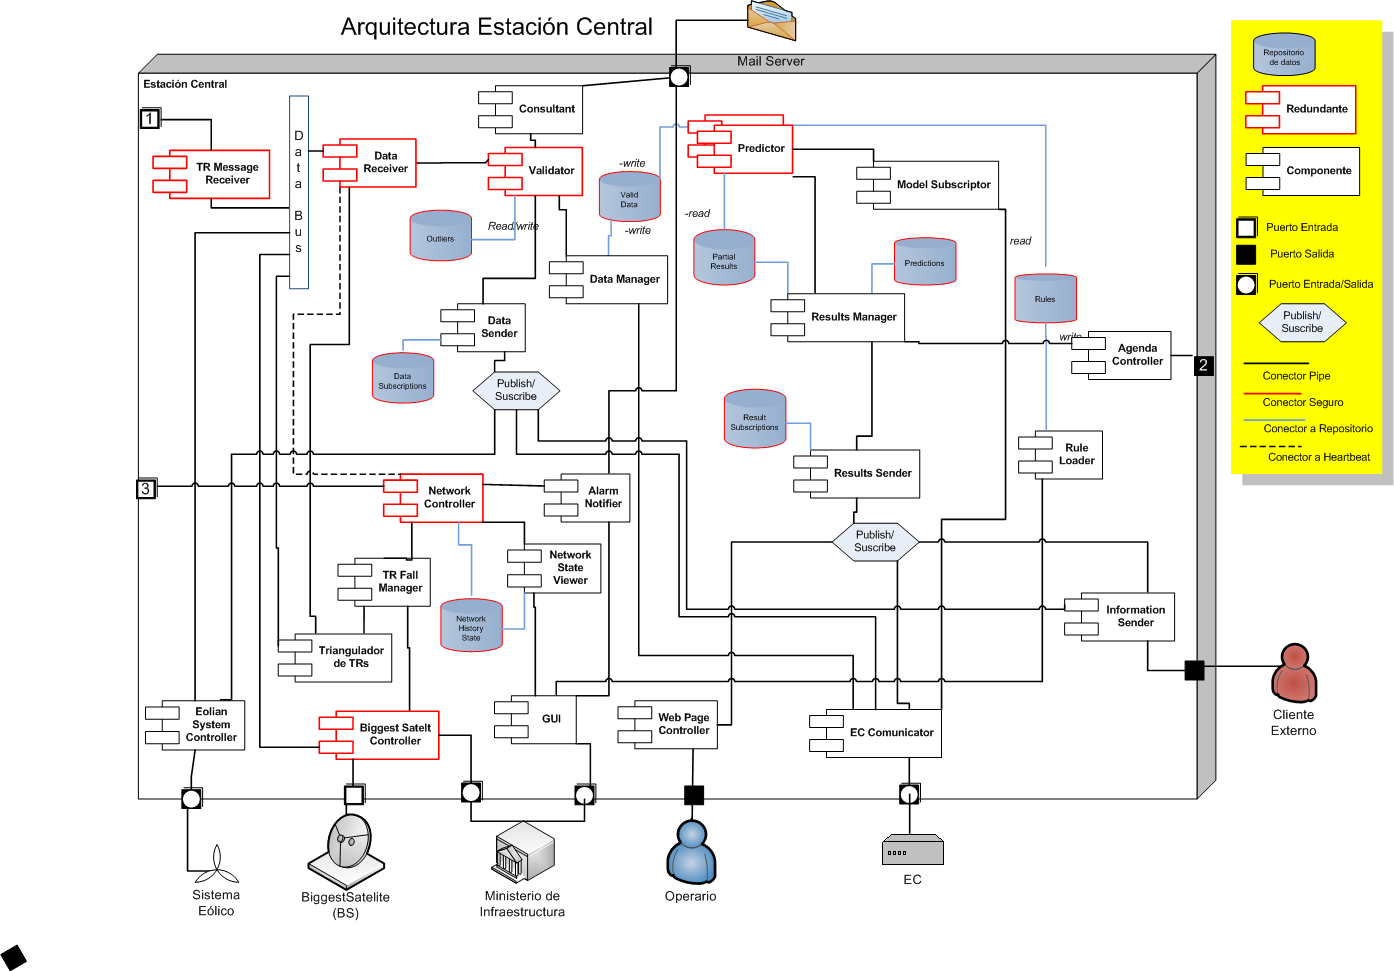 Arquitectura Estación Central
Mail Server
Estación Central
1
TR Message
Receiver
Data Bus
Data
Receiver
Consultant
Validator
-write
Valid
Data
-write
Read/write
Outliers
Data Manager
Data
Sender
Data
Subscriptions
Publish/
Suscribe
Predictor
Model Subscriptor
-read
read
Partial
Results
Predictions
Rules
Results Manager
write
Agenda
Controller
2
Result
Subscriptions
Results Sender
Rule
Loader
Publish/
Suscribe
3
Network
Controller
Alarm
Notifier
TR Fall
Manager
Network
State
Viewer
Network
History
State
Triangulador
de TRs
Information
Sender
Eolian
System
Controller
Biggest Satelt
Controller
GUI
Web Page
Controller
EC Comunicator
Cliente
Externo
Sistema
Eólico
BiggestSatelite
(BS)
Ministerio de
Infraestructura
Operario
EC
Repositorio
de datos
Redundante
Componente
Puerto Entrada
Puerto Salida
Puerto Entrada/Salida
Publish/
Suscribe
Conector Pipe
Conector Seguro
Conector a Repositorio
Conector a Heartbeat